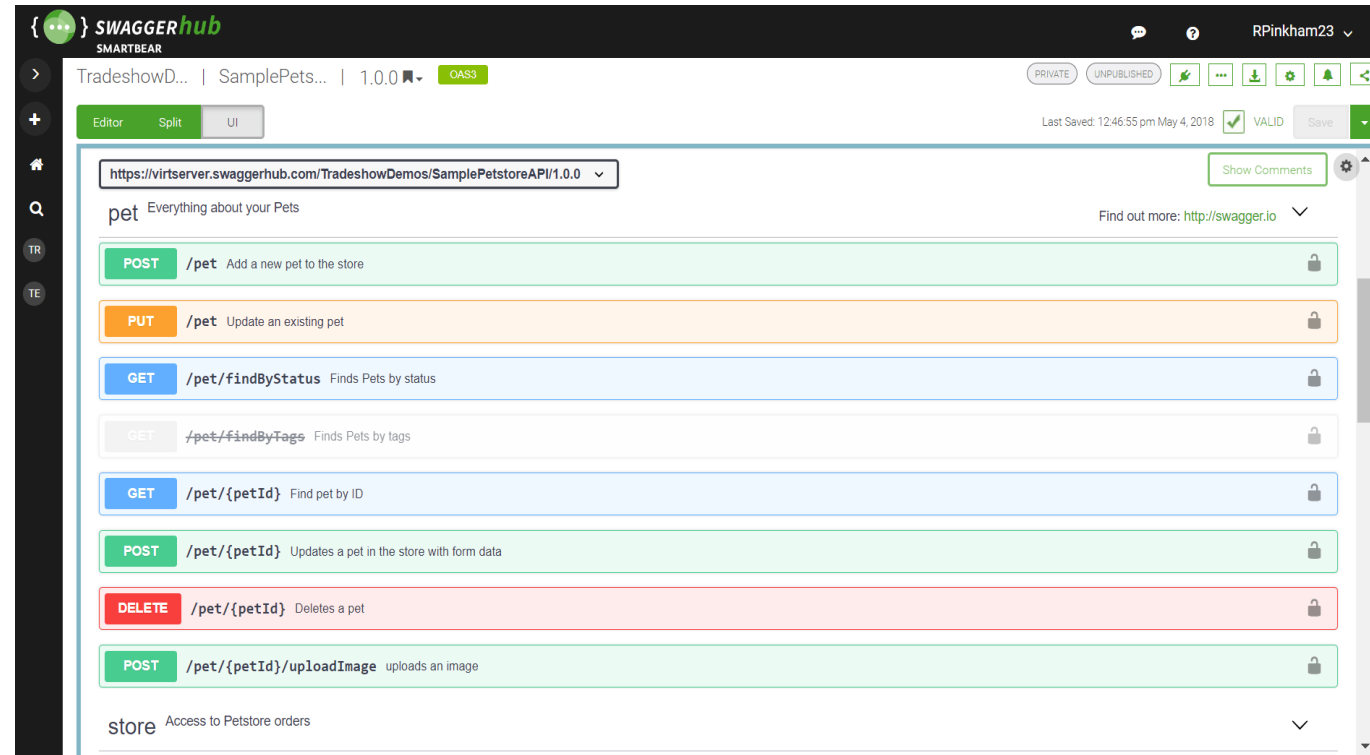 { ... } SWAGGERhub
SMARTBEAR
RPinkham23
TradeshowD... | SamplePets... | 1.0.0 OAS3
PRIVATE UNPUBLISHED
Editor Split UI
Last Saved: 12:46:55 pm May 4, 2018 VALID Save
https://virtserver.swaggerhub.com/TradeshowDemos/SamplePetstoreAPI/1.0.0
Show Comments
pet Everything about your Pets
Find out more: http://swagger.io
TR
POST /pet Add a new pet to the store
TE
PUT /pet Update an existing pet
GET /pet/findByStatus Finds Pets by status
GET /pet/findByTags Finds Pets by tags
GET /pet/{petId} Find pet by ID
POST /pet/{petId} Updates a pet in the store with form data
DELETE /pet/{petId} Deletes a pet
POST /pet/{petId}/uploadImage uploads an image
store Access to Petstore orders